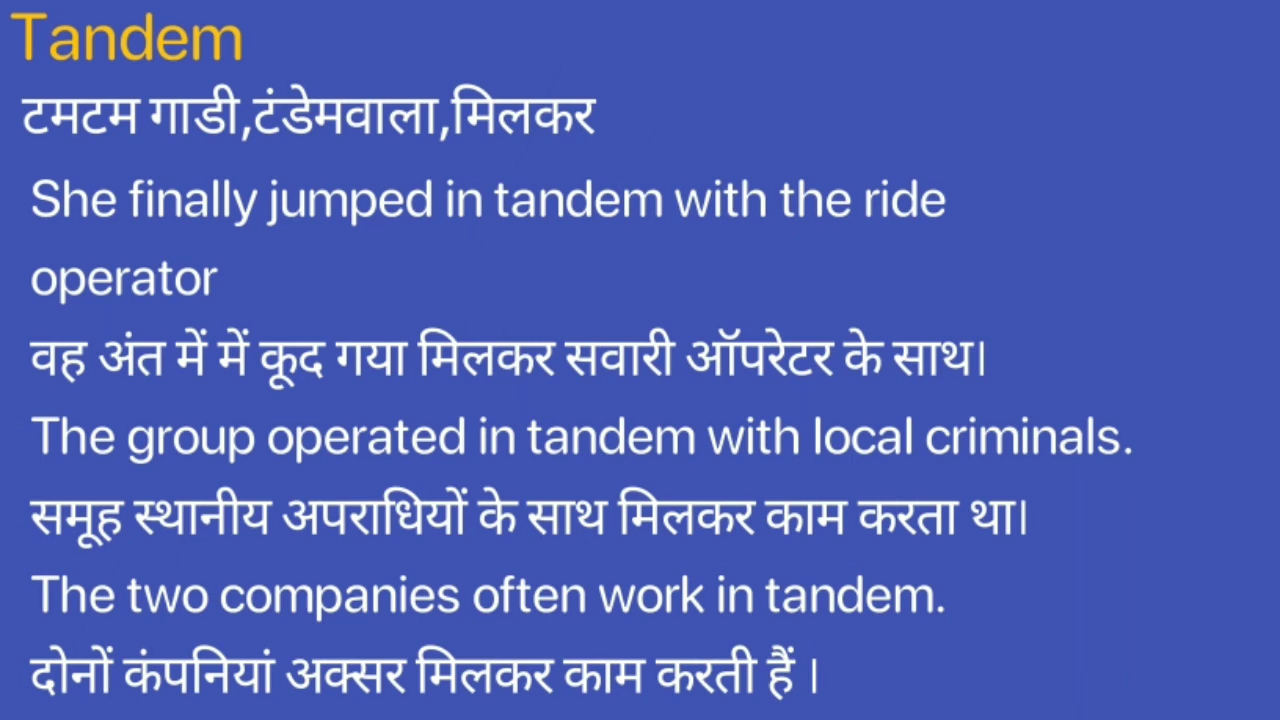 Tandem
टमटम गाडी,टंडेमवाला,मिलकर
She finally jumped in tandem with the ride
operator
वह अंत में में कूद गया मिलकर सवारी ऑपरेटर के साथ।
The group operated in tandem with local criminals.
समूह स्थानीय अपराधियों के साथ मिलकर काम करता था।
The two companies often work in tandem.
दोनों कंपनियां अक्सर मिलकर काम करती हैं ।